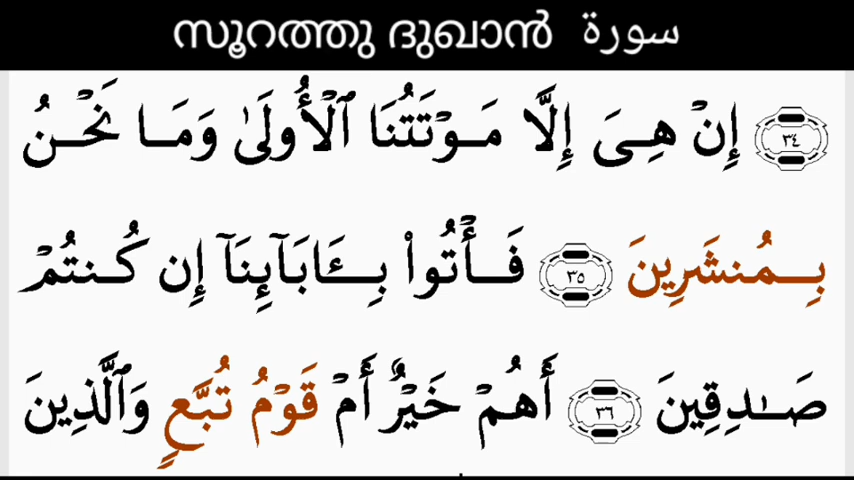 സൂറത്തു ദുഖാൻ سورة
٣٤ إِنْ هِىَ إِلَّا مَوْتَتُنَا ٱلْأُولَىٰ وَمَا نَحْنُ
بِمُنشَرِينَ ٣٥ فَأْتُوا۟ بِـَٔابَآئِنَآ إِن كُنتُمْ
صَـٰدِقِينَ ٣٦ أَهُمْ خَيْرٌ أَمْ قَوْمُ تُبَّعٍ وَٱلَّذِينَ